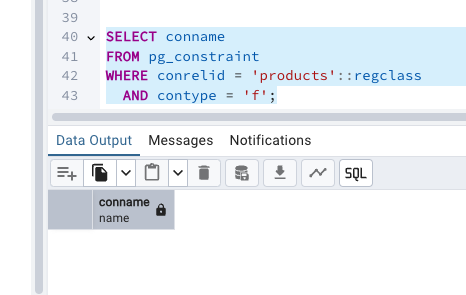 39
40 SELECT conname
41 FROM pg_constraint
42 WHERE conrelid = 'products'::regclass
43 AND contype = 'f';
Data Output Messages Notifications
SQL
conname
name